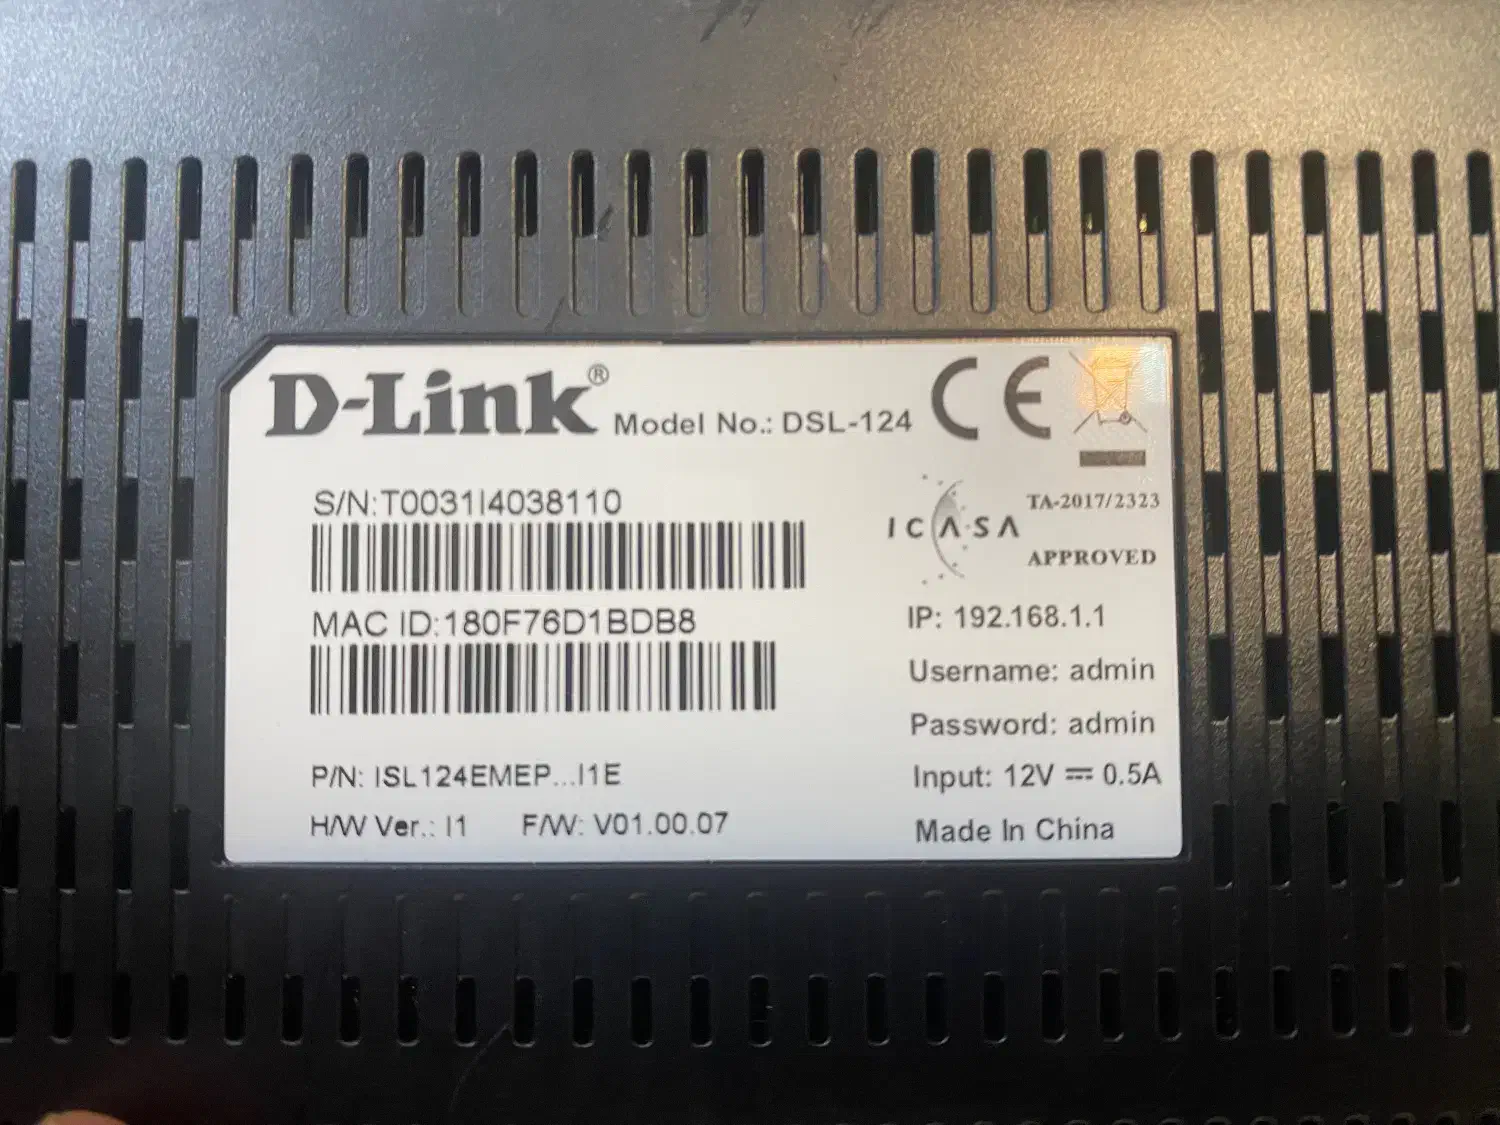 D-Link® Model No.: DSL-124 CE
S/N:T0031I4038110
MAC ID:180F76D1BDB8
P/N: ISL124EMEP...I1E
H/W Ver.: I1 F/W: V01.00.07
ICASA TA-2017/2323
APPROVED
IP: 192.168.1.1
Username: admin
Password: admin
Input: 12V ⎓ 0.5A
Made In China